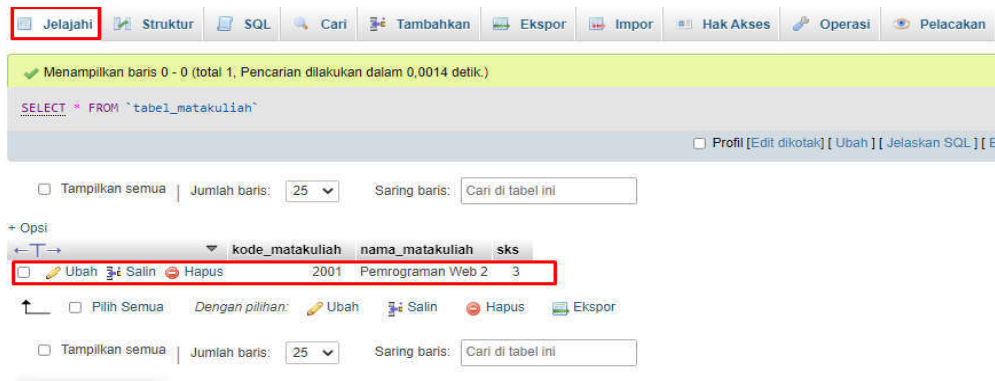 Jelajahi Struktur SQL Cari Tambahkan Ekspor Impor Hak Akses Operasi Pelacakan
Menampilkan baris 0 - 0 (total 1, Pencarian dilakukan dalam 0,0014 detik.)
SELECT * FROM `tabel_matakuliah`
Profil [Edit dikotak] [ Ubah ] [ Jelaskan SQL ] [
Tampilkan semua | Jumlah baris: 25 Saring baris: Cari di tabel ini
+ Opsi
←T→ kode_matakuliah nama_matakuliah sks
Ubah Salin Hapus 2001 Pemrograman Web 2 3
Pilih Semua Dengan pilihan: Ubah Salin Hapus Ekspor
Tampilkan semua | Jumlah baris: 25 Saring baris: Cari di tabel ini